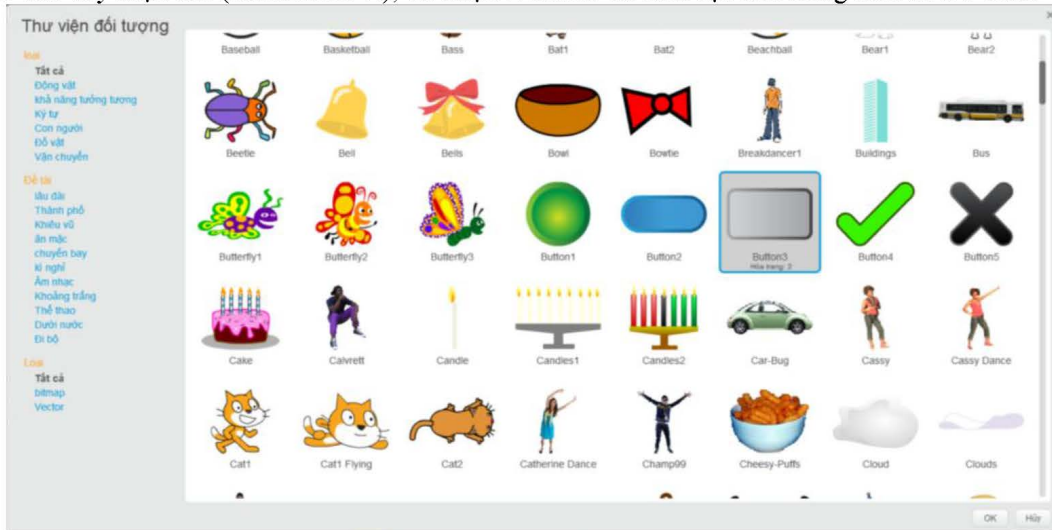 Thư viện đối tượng
loại
Tất cả
Động vật
khả năng tưởng tượng
Ký tự
Con người
Đồ vật
Vận chuyển
Đề tài
lâu đài
Thành phố
Khiêu vũ
ăn mặc
chuyến bay
kì nghỉ
Âm nhạc
Khoảng trắng
Thể thao
Dưới nước
Đi bộ
Loại
Tất cả
bitmap
Vector
Baseball Basketball Bass Bat1 Bat2 Beachball Bear1 Bear2
Beetle Bell Bells Bowl Bowtie Breakdancer1 Buildings Bus
Butterfly1 Butterfly2 Butterfly3 Button1 Button2 Button3 Button4 Button5
Hóa trang: 2
Cake Calvrett Candle Candles1 Candles2 Car-Bug Cassy Cassy Dance
Cat1 Cat1 Flying Cat2 Catherine Dance Champ99 Cheesy-Puffs Cloud Clouds
OK Hủy